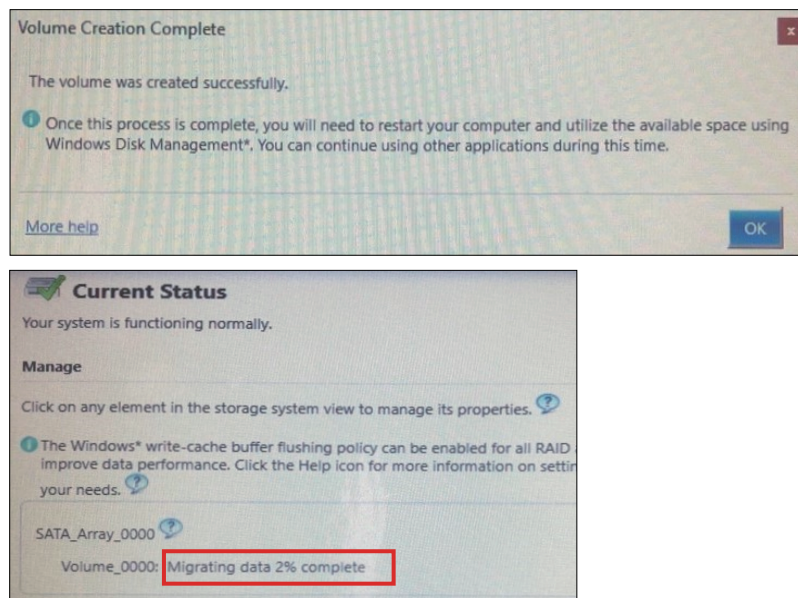 Volume Creation Complete
x
The volume was created successfully.
Once this process is complete, you will need to restart your computer and utilize the available space using
Windows Disk Management*. You can continue using other applications during this time.
More help
OK
Current Status
Your system is functioning normally.
Manage
Click on any element in the storage system view to manage its properties. ?
The Windows* write-cache buffer flushing policy can be enabled for all RAID
improve data performance. Click the Help icon for more information on
your needs. ?
SATA_Array_0000 ?
Volume_0000: Migrating data 2% complete